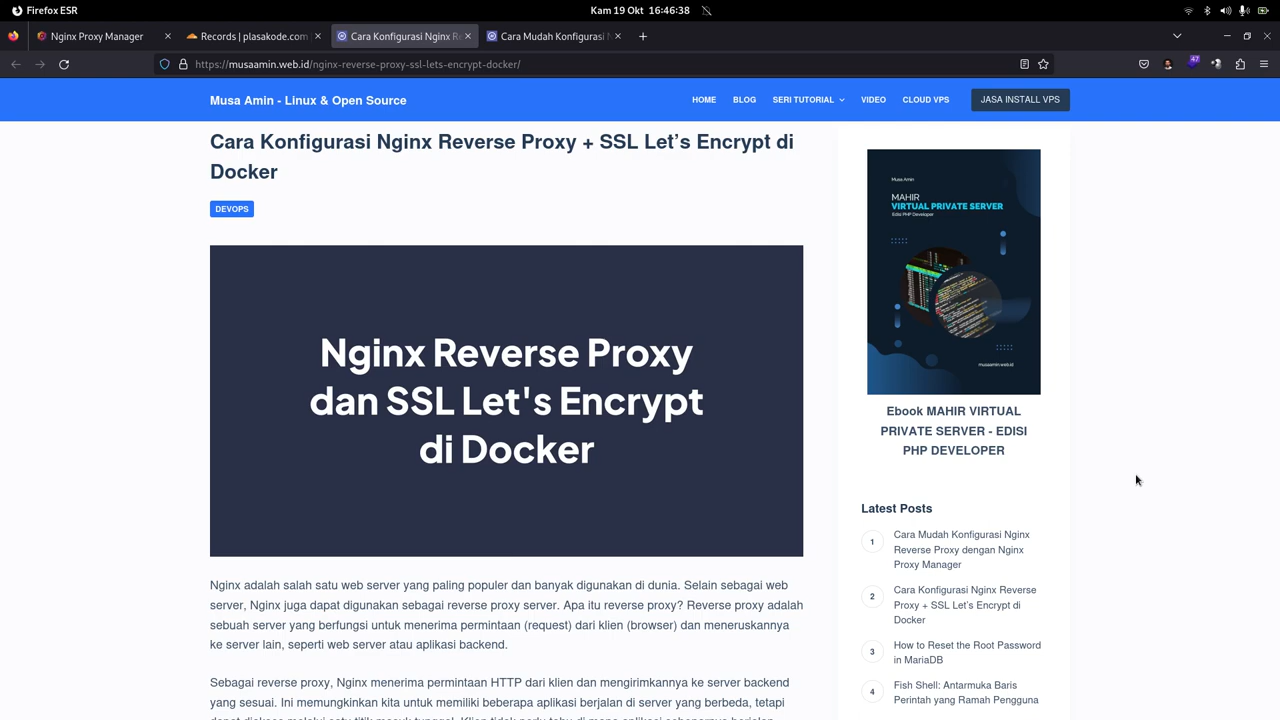 Firefox ESR
Kam 19 Okt 16:46:38
Nginx Proxy Manager
Records | plasakode.com
Cara Konfigurasi Nginx R
Cara Mudah Konfigurasi
https://musaamin.web.id/nginx-reverse-proxy-ssl-lets-encrypt-docker/
47
Musa Amin - Linux & Open Source
HOME
BLOG
SERI TUTORIAL
VIDEO
CLOUD VPS
JASA INSTALL VPS
Cara Konfigurasi Nginx Reverse Proxy + SSL Let’s Encrypt di
Docker
DEVOPS
Nginx Reverse Proxy
dan SSL Let's Encrypt
di Docker
Nginx adalah salah satu web server yang paling populer dan banyak digunakan di dunia. Selain sebagai web
server, Nginx juga dapat digunakan sebagai reverse proxy server. Apa itu reverse proxy? Reverse proxy adalah
sebuah server yang berfungsi untuk menerima permintaan (request) dari klien (browser) dan meneruskannya
ke server lain, seperti web server atau aplikasi backend.
Sebagai reverse proxy, Nginx menerima permintaan HTTP dari klien dan mengirimkannya ke server backend
yang sesuai. Ini memungkinkan kita untuk memiliki beberapa aplikasi berjalan di server yang berbeda, tetapi
Musa Amin
MAHIR
VIRTUAL PRIVATE SERVER
Edisi PHP Developer
musaamin.web.id
Ebook MAHIR VIRTUAL
PRIVATE SERVER - EDISI
PHP DEVELOPER
Latest Posts
1
Cara Mudah Konfigurasi Nginx
Reverse Proxy dengan Nginx
Proxy Manager
2
Cara Konfigurasi Nginx Reverse
Proxy + SSL Let’s Encrypt di
Docker
3
How to Reset the Root Password
in MariaDB
4
Fish Shell: Antarmuka Baris
Perintah yang Ramah Pengguna